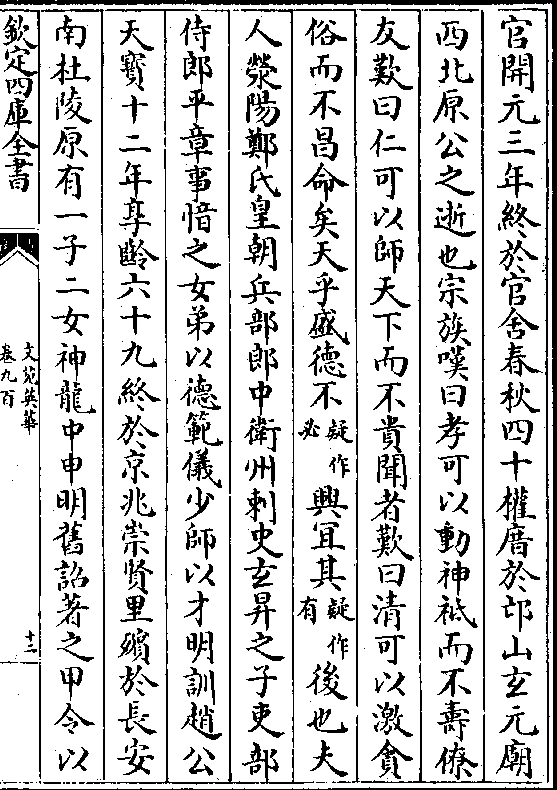 官開元三年終於官舍春秋四十權厝於邙山玄元廟
西北原公之逝也宗族嘆曰孝可以動神祗而不壽僚
友歎曰仁可以師天下而不貴聞者歎曰清可以激貪
俗而不昌命矣天乎盛德不疑作必興冝其疑作有後也夫
人滎陽鄭氏皇朝兵部郎中衛州刺史玄昇之子吏部
侍郎平章事愔之女弟以德範儀少師以才明訓趙公
天寶十二年享齡六十九終於京兆崇賢里殯於長安
南杜陵原有一子二女神龍中申明舊詔著之甲令以
欽定四庫全書
文苑英華
卷九百
十二